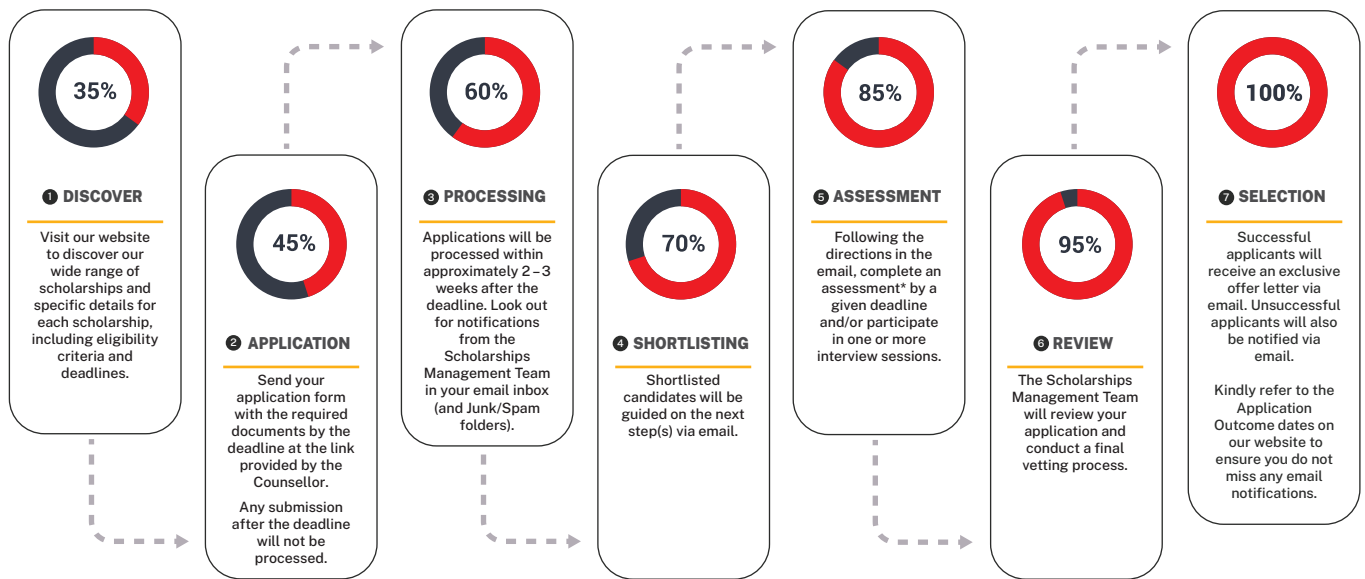 35%
1 DISCOVER
Visit our website
to discover our
wide range of
scholarships and
specific details for
each scholarship,
including eligibility
criteria and
deadlines.
45%
2 APPLICATION
Send your
application form
with the required
documents by the
deadline at the link
provided by the
Counsellor.
Any submission
after the deadline
will not be
processed.
60%
3 PROCESSING
Applications will be
processed within
approximately 2 – 3
weeks after the
deadline. Look out
for notifications
from the
Scholarships
Management Team
in your email inbox
(and Junk/Spam
folders).
70%
4 SHORTLISTING
Shortlisted
candidates will be
guided on the next
step(s) via email.
85%
5 ASSESSMENT
Following the
directions in the
email, complete an
assessment* by a
given deadline
and/or participate
in one or more
interview sessions.
95%
6 REVIEW
The Scholarships
Management Team
will review your
application and
conduct a final
vetting process.
100%
7 SELECTION
Successful
applicants will
receive an exclusive
offer letter via
email. Unsuccessful
applicants will also
be notified via
email.
Kindly refer to the
Application
Outcome dates on
our website to
ensure you do not
miss any email
notifications.